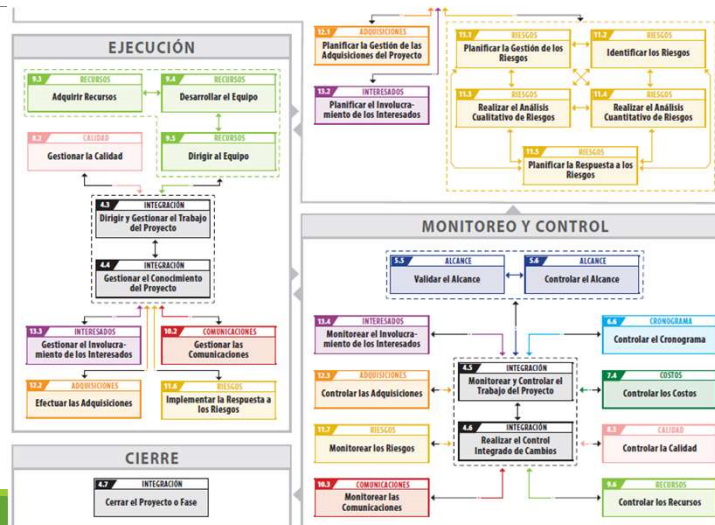 EJECUCIÓN
9.3 RECURSOS
Adquirir Recursos
9.4 RECURSOS
Desarrollar el Equipo
8.2 CALIDAD
Gestionar la Calidad
9.5 RECURSOS
Dirigir al Equipo
4.3 INTEGRACIÓN
Dirigir y Gestionar el Trabajo
del Proyecto
4.4 INTEGRACIÓN
Gestionar el Conocimiento
del Proyecto
13.3 INTERESADOS
Gestionar el Involucra-
miento de los Interesados
10.2 COMUNICACIONES
Gestionar las
Comunicaciones
12.2 ADQUISICIONES
Efectuar las Adquisiciones
11.6 RIESGOS
Implementar la Respuesta a
los Riesgos
CIERRE
4.7 INTEGRACIÓN
Cerrar el Proyecto o Fase
12.1 ADQUISICIONES
Planificar la Gestión de las
Adquisiciones del Proyecto
13.2 INTERESADOS
Planificar el Involucra-
miento de los Interesados
11.1 RIESGOS
Planificar la Gestión de los
Riesgos
11.2 RIESGOS
Identificar los Riesgos
11.3 RIESGOS
Realizar el Análisis
Cualitativo de Riesgos
11.4 RIESGOS
Realizar el Análisis
Cuantitativo de Riesgos
11.5 RIESGOS
Planificar la Respuesta a los
Riesgos
MONITOREO Y CONTROL
5.5 ALCANCE
Validar el Alcance
5.6 ALCANCE
Controlar el Alcance
13.4 INTERESADOS
Monitorear el Involucra-
miento de los Interesados
6.6 CRONOGRAMA
Controlar el Cronograma
12.3 ADQUISICIONES
Controlar las Adquisiciones
4.5 INTEGRACIÓN
Monitorear y Controlar el
Trabajo del Proyecto
7.4 COSTOS
Controlar los Costos
11.7 RIESGOS
Monitorear los Riesgos
4.6 INTEGRACIÓN
Realizar el Control
Integrado de Cambios
8.3 CALIDAD
Controlar la Calidad
10.3 COMUNICACIONES
Monitorear las
Comunicaciones
9.6 RECURSOS
Controlar los Recursos